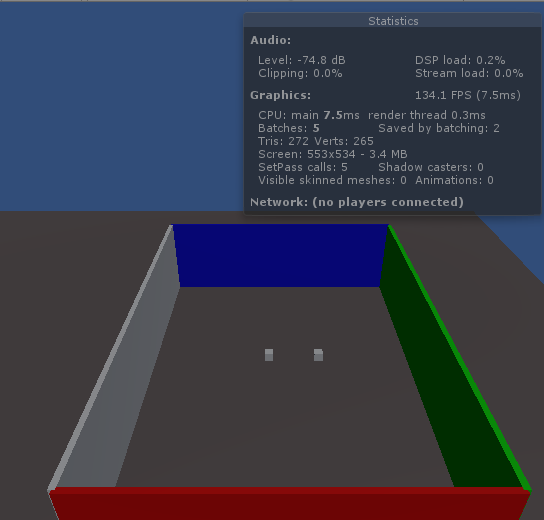 Statistics
Audio:
Level: -74.8 dB DSP load: 0.2%
Clipping: 0.0% Stream load: 0.0%
Graphics: 134.1 FPS (7.5ms)
CPU: main 7.5ms render thread 0.3ms
Batches: 5 Saved by batching: 2
Tris: 272 Verts: 265
Screen: 553x534 - 3.4 MB
SetPass calls: 5 Shadow casters: 0
Visible skinned meshes: 0 Animations: 0
Network: (no players connected)